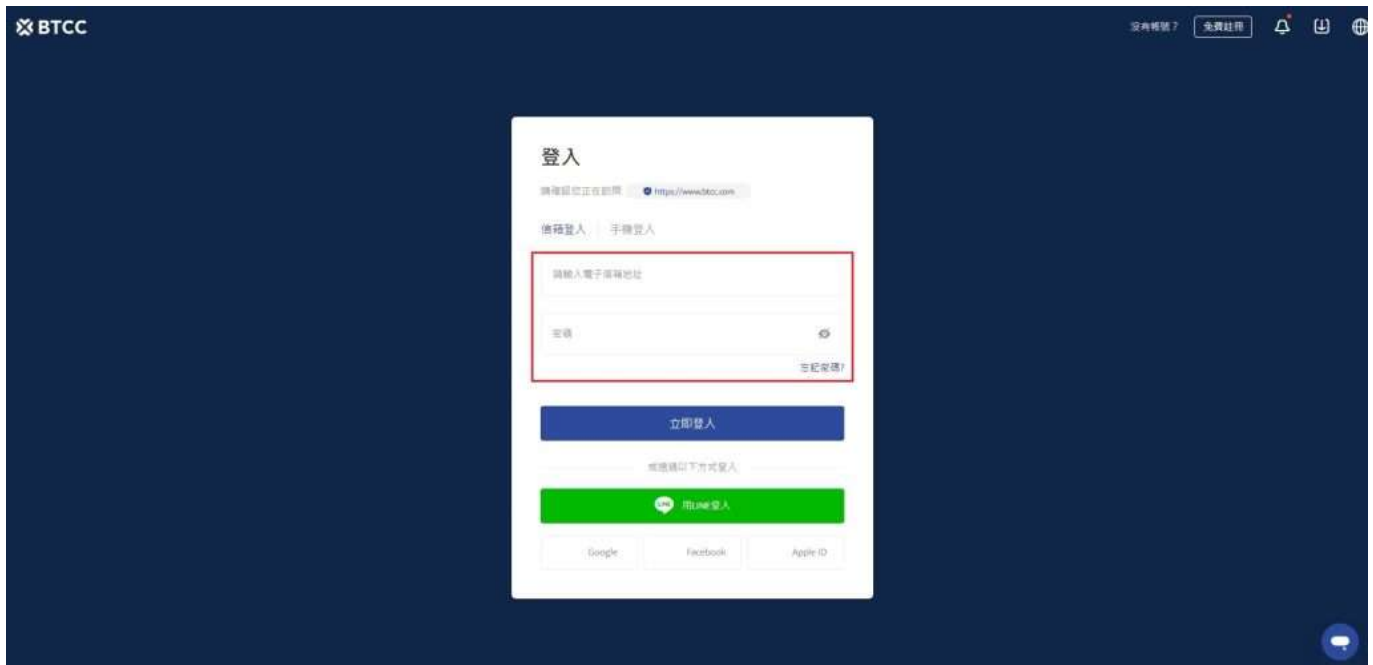 BTCC
沒有帳號？ 免費註冊
登入
請確認您正在訪問 https://www.btcc.com
信箱登入 手機登入
請輸入電子信箱地址
密碼
忘記密碼?
立即登入
或透過以下方式登入
LINE 用LINE登入
Google Facebook Apple ID